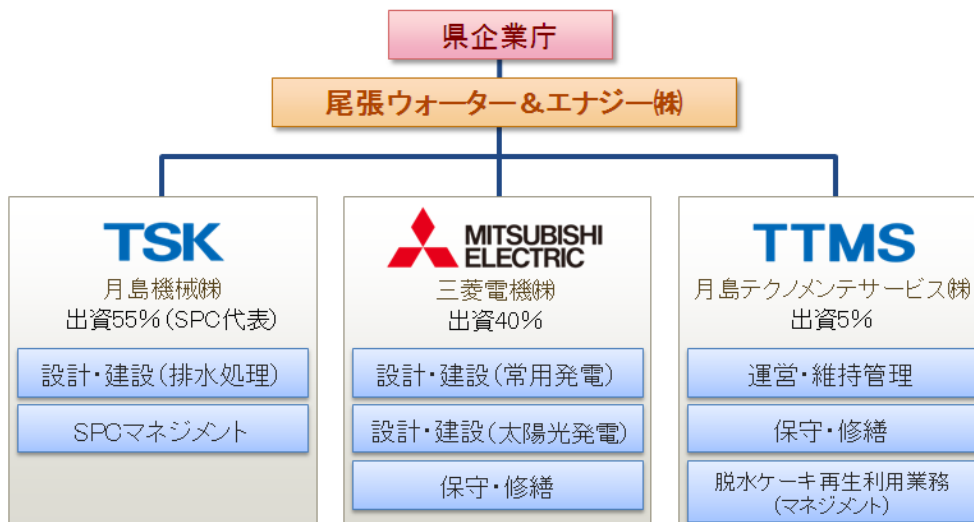 県企業庁
尾張ウォーター＆エナジー㈱
TSK
月島機械㈱
出資55%（SPC代表）
設計・建設（排水処理）
SPCマネジメント
MITSUBISHI
ELECTRIC
三菱電機㈱
出資40%
設計・建設（常用発電）
設計・建設（太陽光発電）
保守・修繕
TTMS
月島テクノメンテサービス㈱
出資5%
運営・維持管理
保守・修繕
脱水ケーキ再生利用業務
（マネジメント）